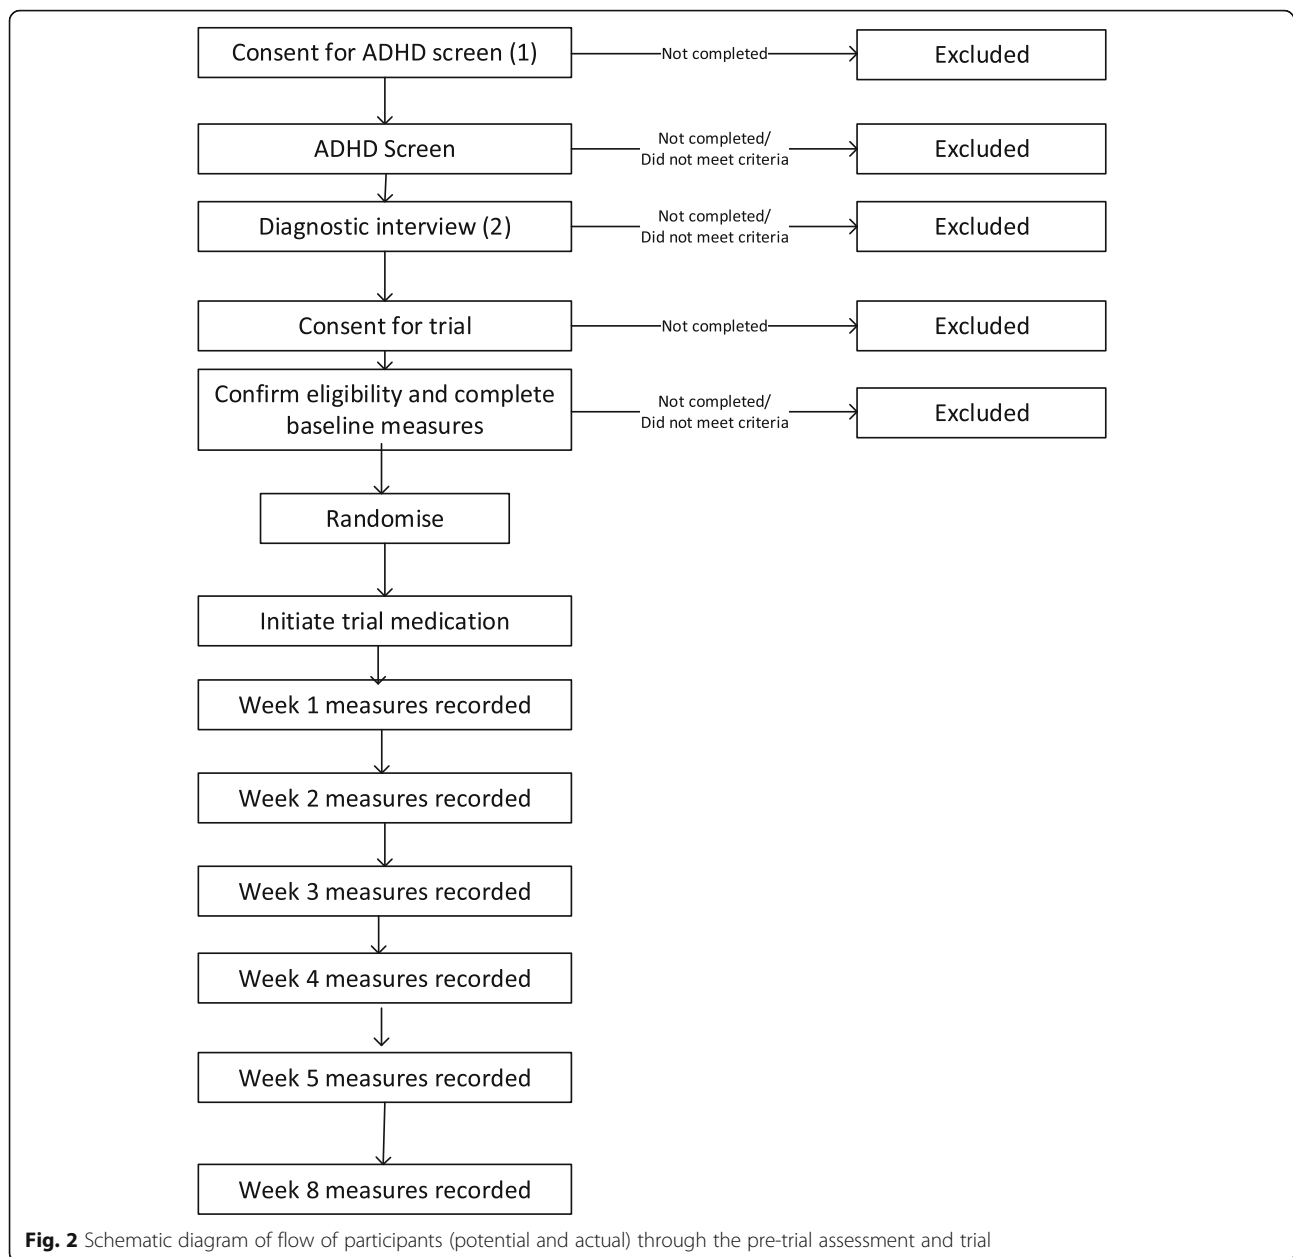 Consent for ADHD screen (1)
Not completed
Excluded
ADHD Screen
Not completed/
Did not meet criteria
Excluded
Diagnostic interview (2)
Not completed/
Did not meet criteria
Excluded
Consent for trial
Not completed
Excluded
Confirm eligibility and complete
baseline measures
Not completed/
Did not meet criteria
Excluded
Randomise
Initiate trial medication
Week 1 measures recorded
Week 2 measures recorded
Week 3 measures recorded
Week 4 measures recorded
Week 5 measures recorded
Week 8 measures recorded
Fig. 2 Schematic diagram of flow of participants (potential and actual) through the pre-trial assessment and trial